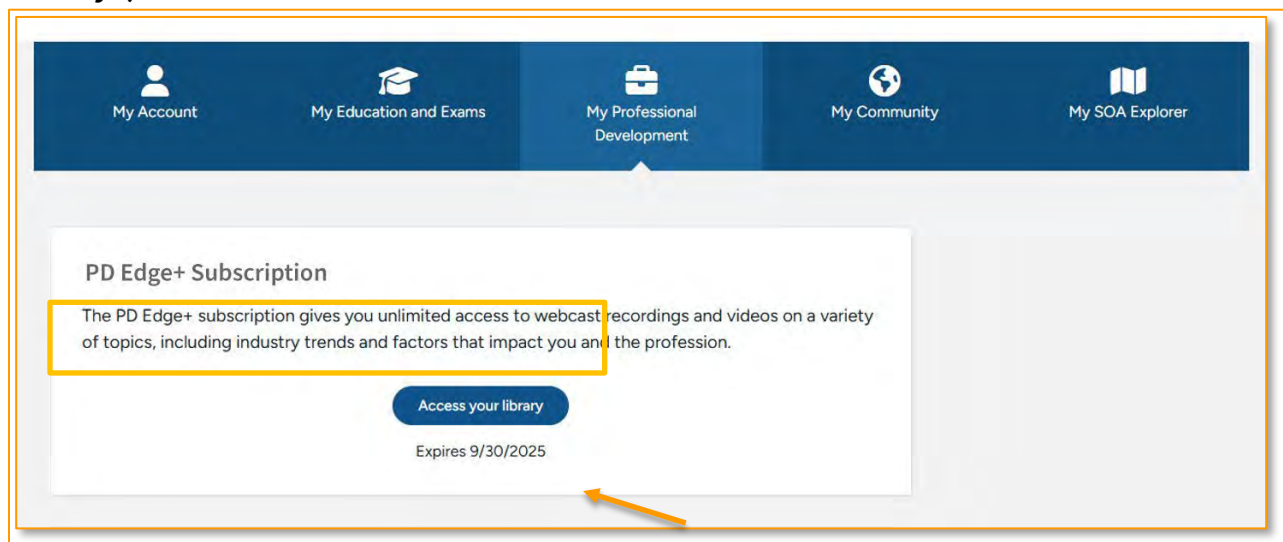 My Account
My Education and Exams
My Professional
Development
My Community
My SOA Explorer
PD Edge+ Subscription
The PD Edge+ subscription gives you unlimited access to webcast recordings and videos on a variety
of topics, including industry trends and factors that impact you and the profession.
Access your library
Expires 9/30/2025